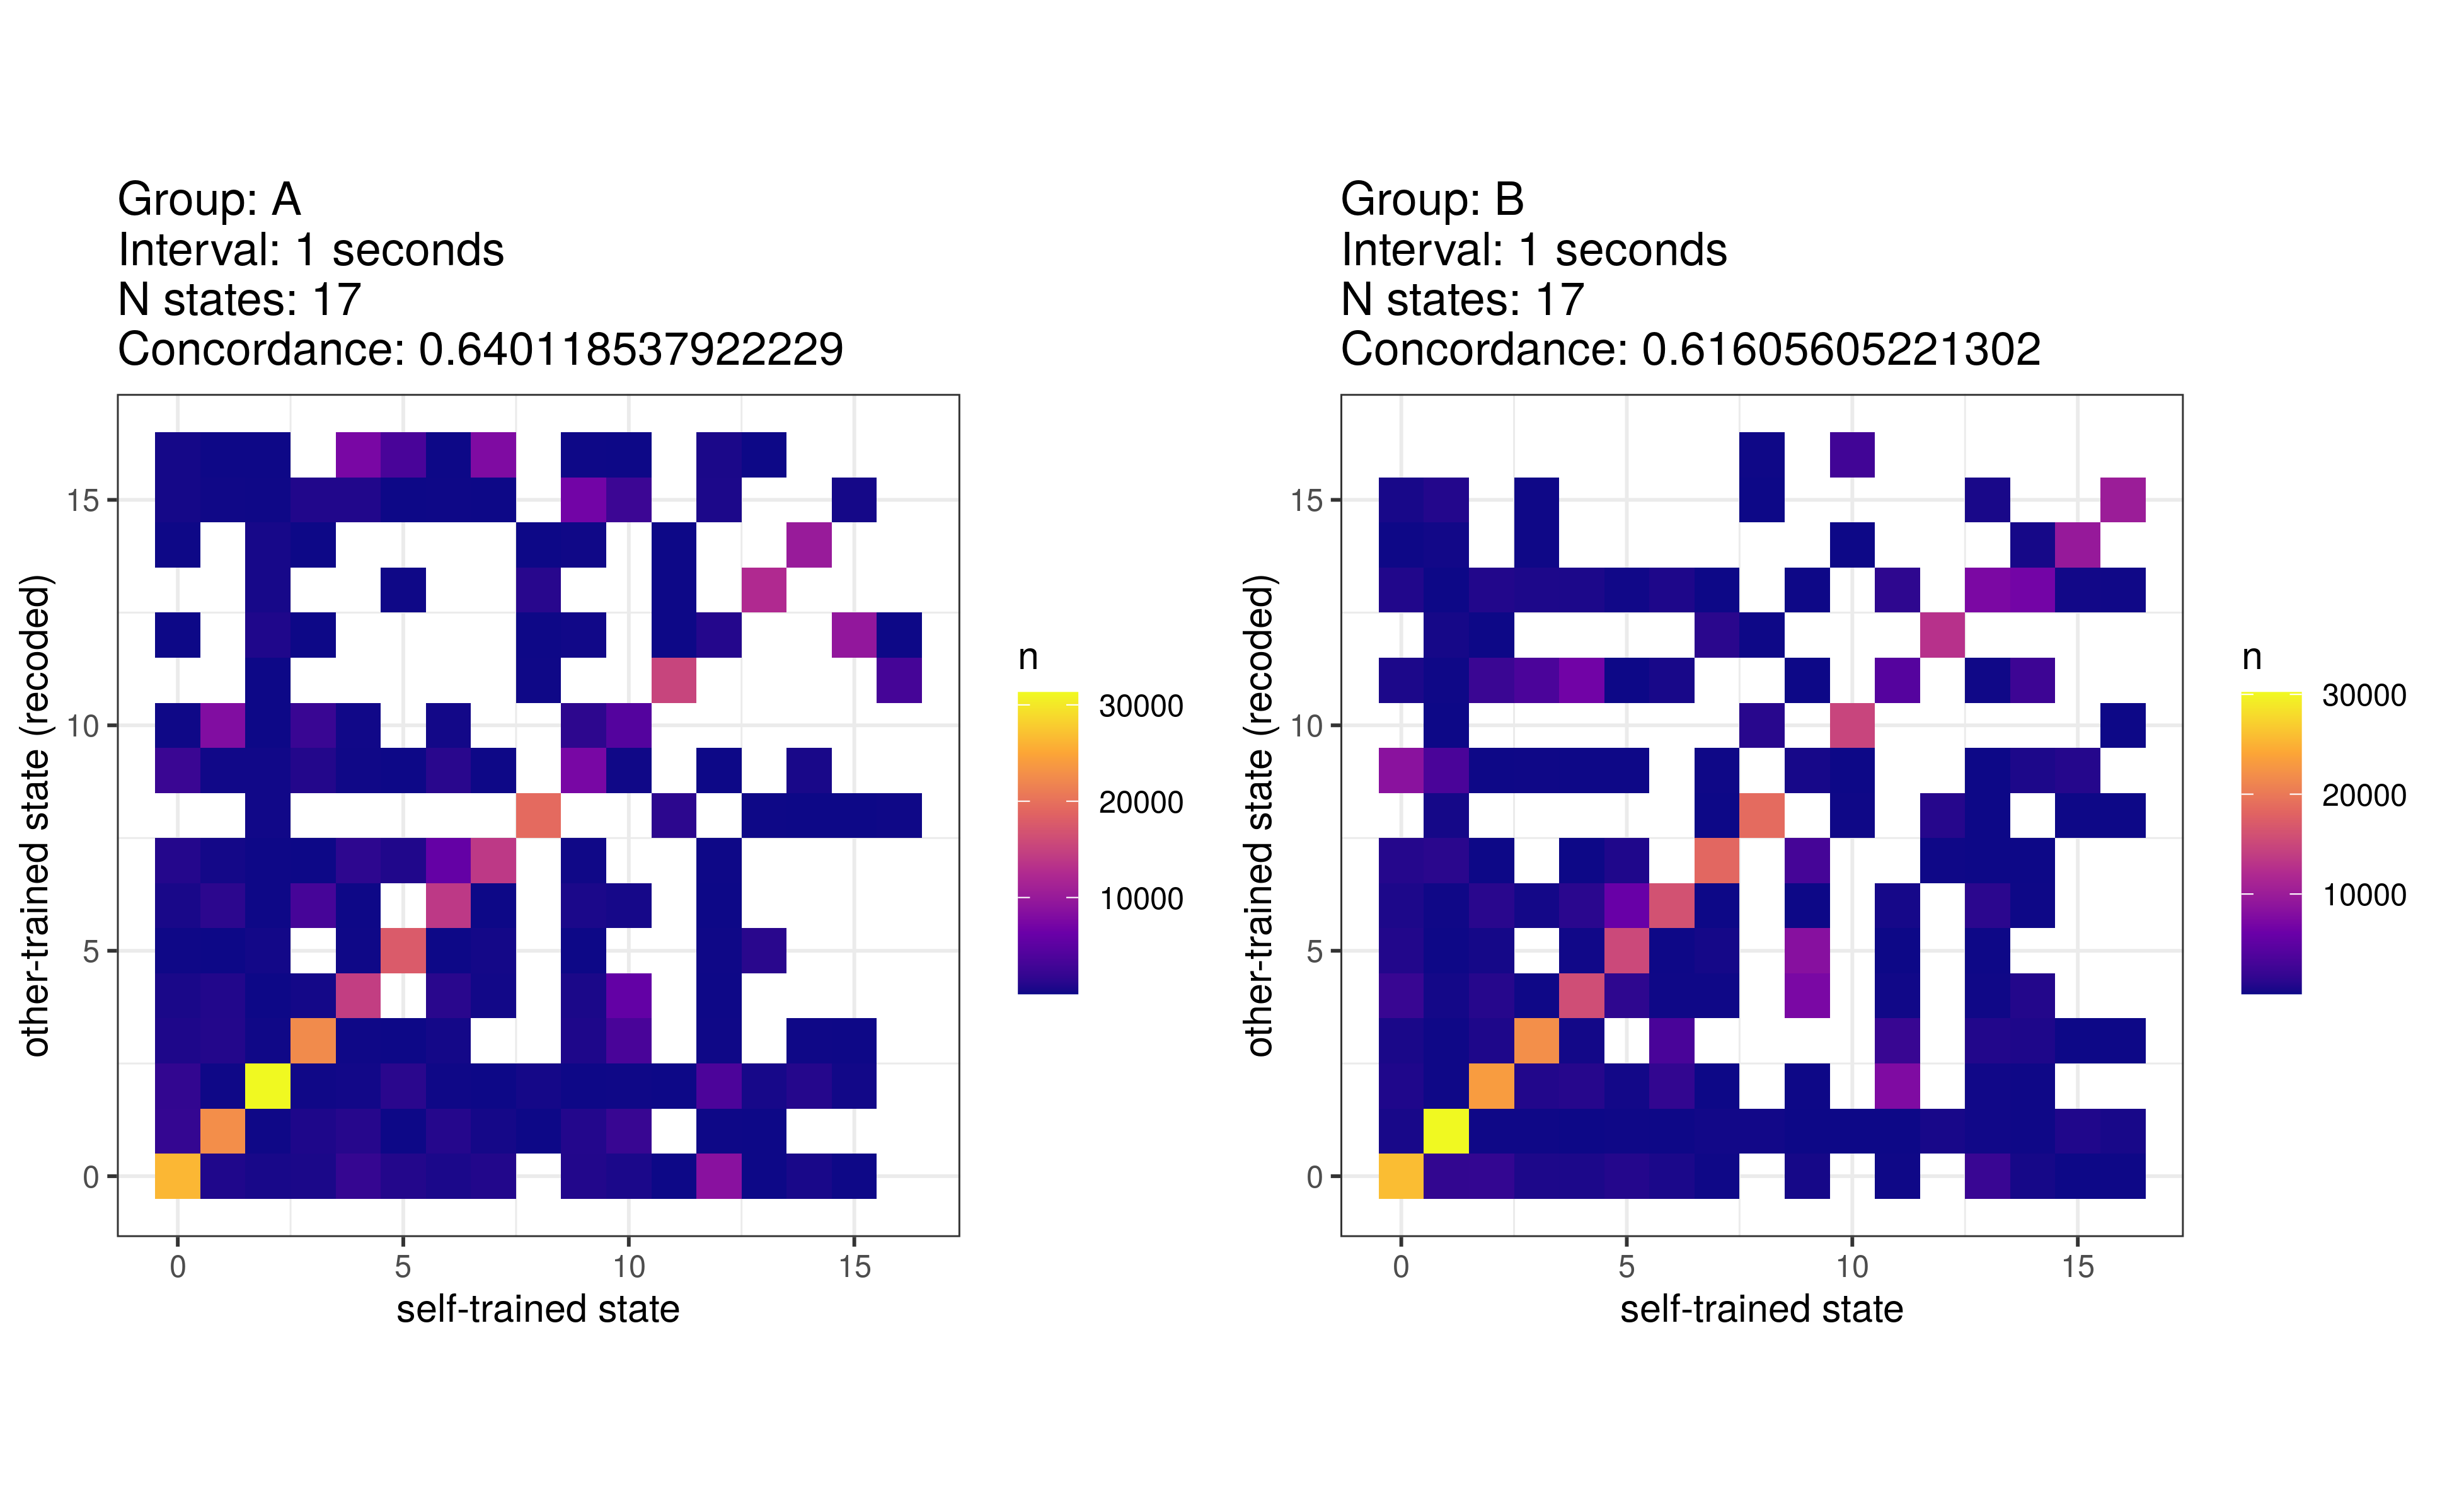 Group: A
Interval: 1 seconds
N states: 17
Concordance: 0.640118537922229
other-trained state (recoded)
15
10
5
0
0 5 10 15
self-trained state
n
30000
20000
10000
Group: B
Interval: 1 seconds
N states: 17
Concordance: 0.61605605221302
other-trained state (recoded)
15
10
5
0
0 5 10 15
self-trained state
n
30000
20000
10000